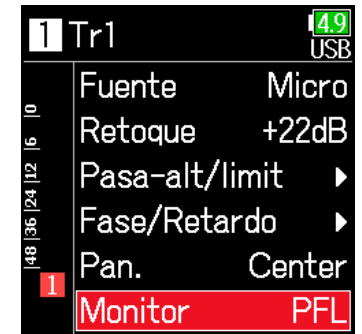 1 Tr1 4.9
USB
Fuente Micro
Retoque +22dB
Pasa-alt/limit
Fase/Retardo
Pan. Center
Monitor PFL
48 36 24 12 6 0
1